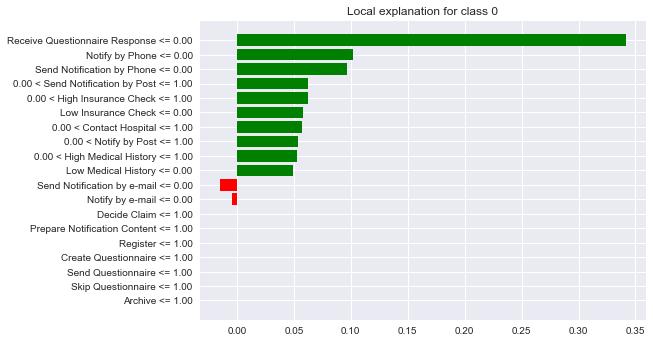 Local explanation for class 0
Receive Questionnaire Response <= 0.00
Notify by Phone <= 0.00
Send Notification by Phone <= 0.00
0.00 < Send Notification by Post <= 1.00
0.00 < High Insurance Check <= 1.00
Low Insurance Check <= 0.00
0.00 < Contact Hospital <= 1.00
0.00 < Notify by Post <= 1.00
0.00 < High Medical History <= 1.00
Low Medical History <= 0.00
Send Notification by e-mail <= 0.00
Notify by e-mail <= 0.00
Decide Claim <= 1.00
Prepare Notification Content <= 1.00
Register <= 1.00
Create Questionnaire <= 1.00
Send Questionnaire <= 1.00
Skip Questionnaire <= 1.00
Archive <= 1.00
0.00 0.05 0.10 0.15 0.20 0.25 0.30 0.35